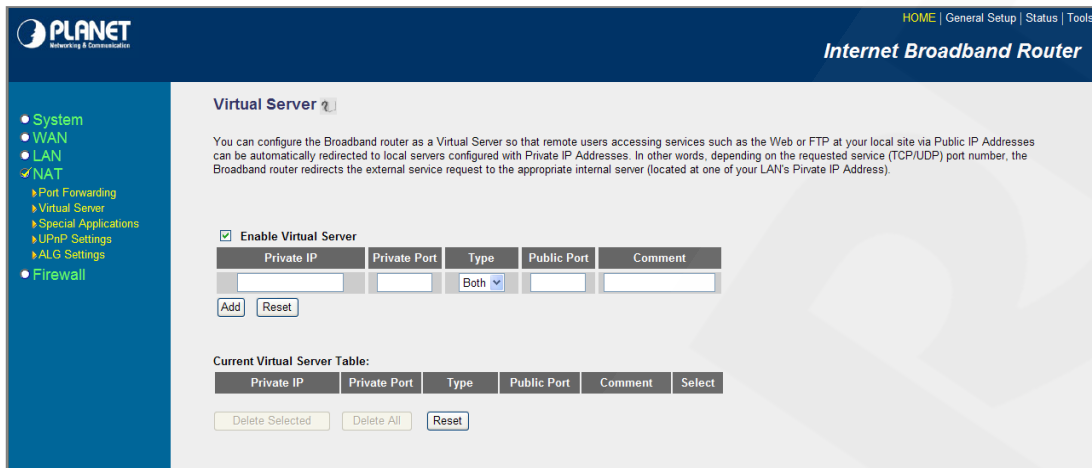 PLANET
Networking & Communication
HOME | General Setup | Status | Tools
Internet Broadband Router
System
WAN
LAN
NAT
Port Forwarding
Virtual Server
Special Applications
UPnP Settings
ALG Settings
Firewall
Virtual Server
You can configure the Broadband router as a Virtual Server so that remote users accessing services such as the Web or FTP at your local site via Public IP Addresses
can be automatically redirected to local servers configured with Private IP Addresses. In other words, depending on the requested service (TCP/UDP) port number, the
Broadband router redirects the external service request to the appropriate internal server (located at one of your LAN's Private IP Address).
Enable Virtual Server
Private IP Private Port Type Public Port Comment
Both
Add Reset
Current Virtual Server Table:
Private IP Private Port Type Public Port Comment Select
Delete Selected Delete All Reset